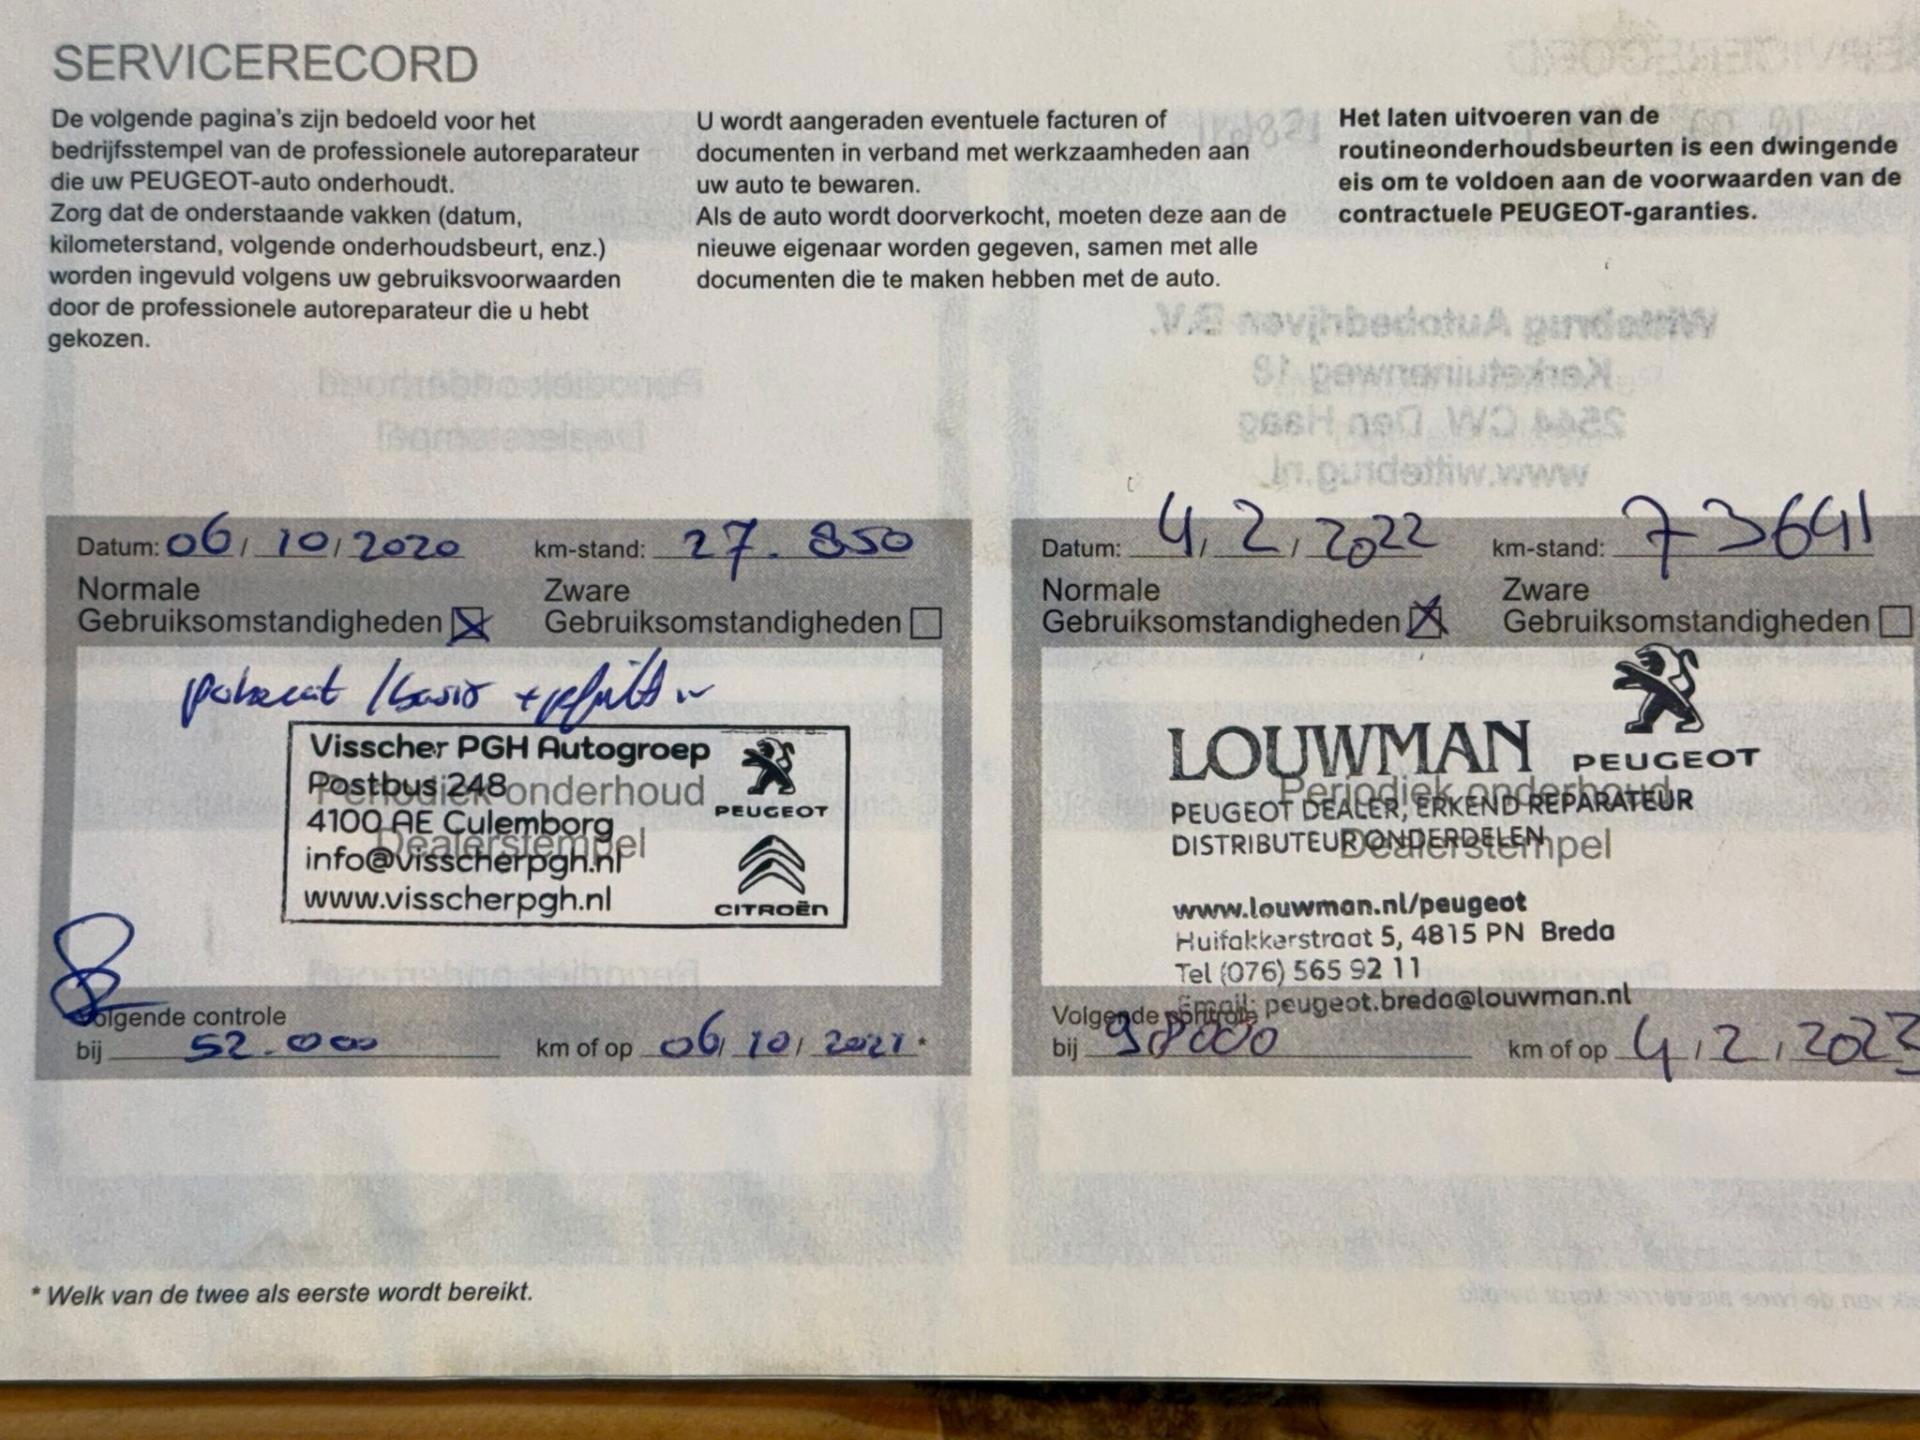 SERVICERECORD
De volgende pagina's zijn bedoeld voor het
bedrijfsstempel van de professionele autoreparateur
die uw PEUGEOT-auto onderhoudt.
Zorg dat de onderstaande vakken (datum,
kilometerstand, volgende onderhoudsbeurt, enz.)
worden ingevuld volgens uw gebruiksvoorwaarden
door de professionele autoreparateur die u hebt
gekozen.
U wordt aangeraden eventuele facturen of
documenten in verband met werkzaamheden aan
uw auto te bewaren.
Als de auto wordt doorverkocht, moeten deze aan de
nieuwe eigenaar worden gegeven, samen met alle
documenten die te maken hebben met de auto.
Het laten uitvoeren van de
routineonderhoudsbeurten is een dwingende
eis om te voldoen aan de voorwaarden van de
contractuele PEUGEOT-garanties.
Datum: 06 / 10 / 2020 km-stand: 27.850
Normale Zware
Gebruiksomstandigheden Gebruiksomstandigheden
Periodiek onderhoud
Dealerstempel
Visscher PGH Autogroep
Postbus 248
4100 AE Culemborg
info@visscherpgh.nl
www.visscherpgh.nl
PEUGEOT
CITROËN
Volgende controle
bij 52.000 km of op 06 / 10 / 2021 *
Datum: 4 / 2 / 2022 km-stand: 73641
Normale Zware
Gebruiksomstandigheden Gebruiksomstandigheden
LOUWMAN PEUGEOT
Periodiek onderhoud
PEUGEOT DEALER, ERKEND REPARATEUR
DISTRIBUTEUR ONDERDELEN
Dealerstempel
www.louwman.nl/peugeot
Huifakkerstraat 5, 4815 PN Breda
Tel (076) 565 92 11
Email: peugeot.breda@louwman.nl
Volgende controle
bij 98000 km of op 4 / 2 / 2023
* Welk van de twee als eerste wordt bereikt.